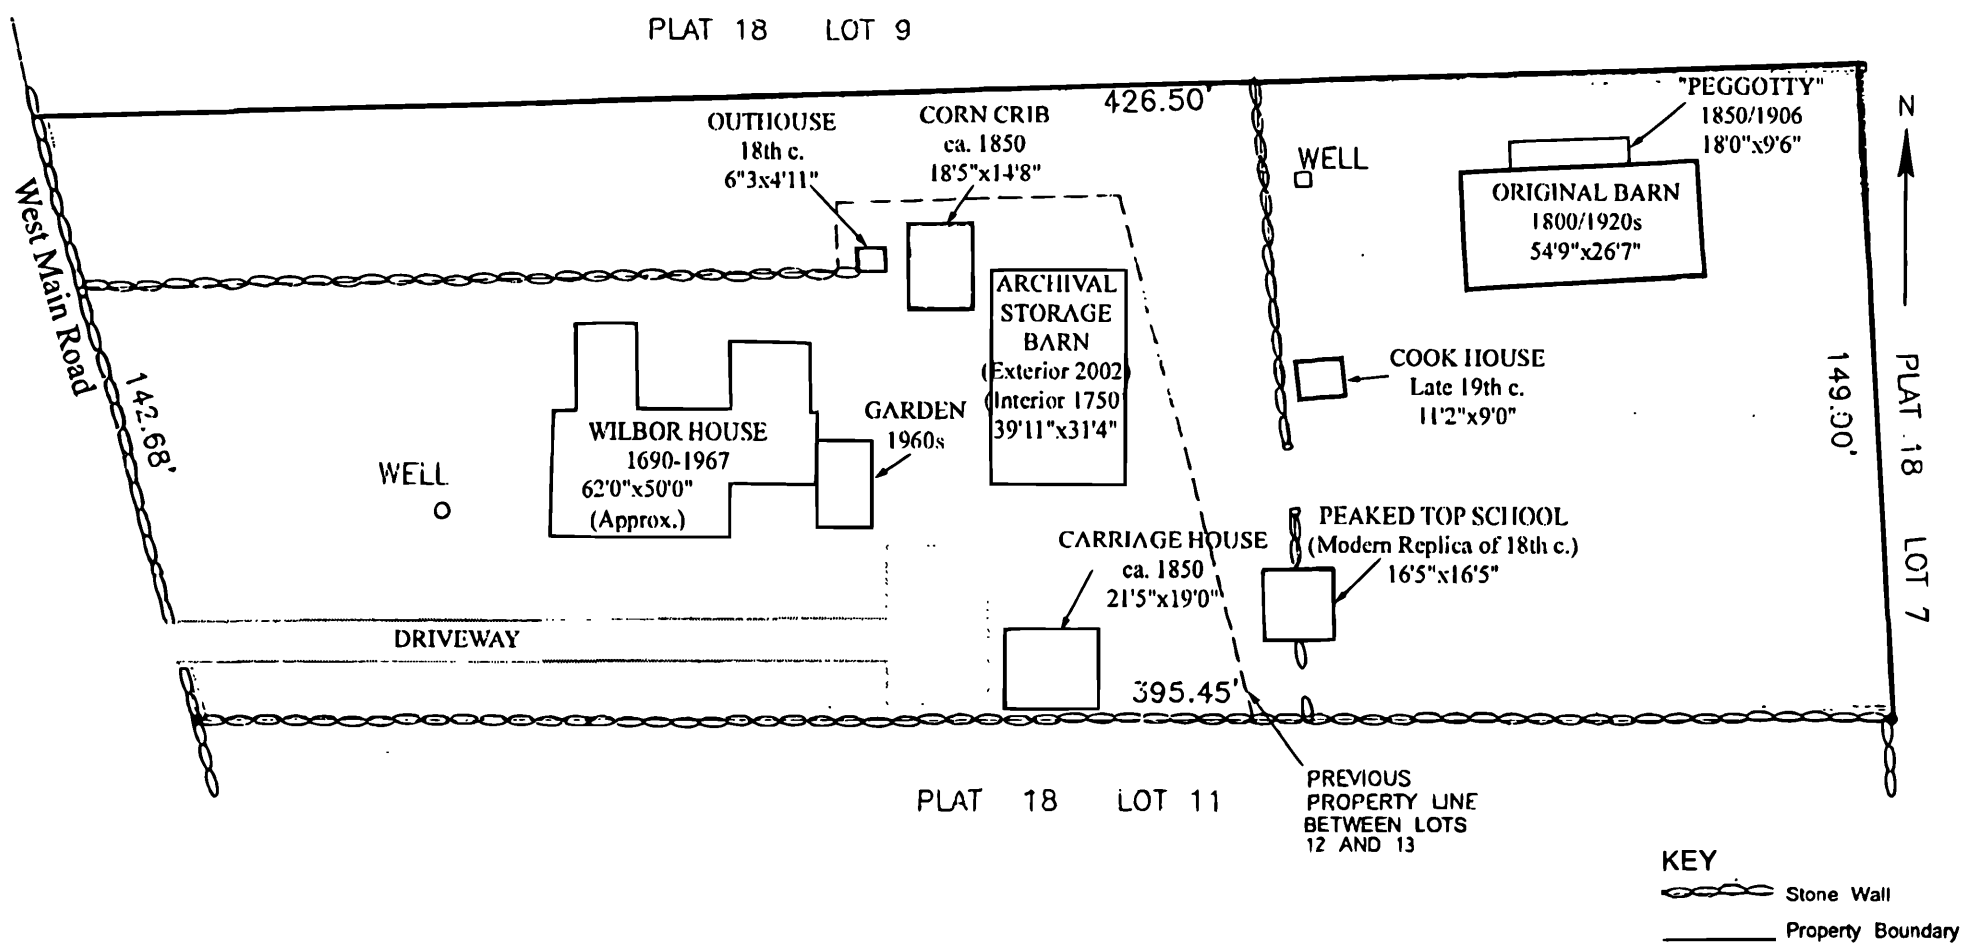 PLAT 18 LOT 9
426.50'
"PEGGOTTY"
1850/1906
18'0"x9'6"
N
OUTHOUSE
18th c.
6"3x4'11"
CORN CRIB
ca. 1850
18'5"x14'8"
WELL
ORIGINAL BARN
1800/1920s
54'9"x26'7"
West Main Road
142.68'
ARCHIVAL
STORAGE
BARN
(Exterior 2002)
(Interior 1750
39'11"x31'4"
COOK HOUSE
Late 19th c.
11'2"x9'0"
149.00'
PLAT 18 LOT 7
GARDEN
1960s
WILBOR HOUSE
1690-1967
62'0"x50'0"
(Approx.)
WELL
CARRIAGE HOUSE
ca. 1850
21'5"x19'0"
PEAKED TOP SCHOOL
(Modern Replica of 18th c.)
16'5"x16'5"
DRIVEWAY
395.45'
PLAT 18 LOT 11
PREVIOUS
PROPERTY LINE
BETWEEN LOTS
12 AND 13
KEY
Stone Wall
Property Boundary